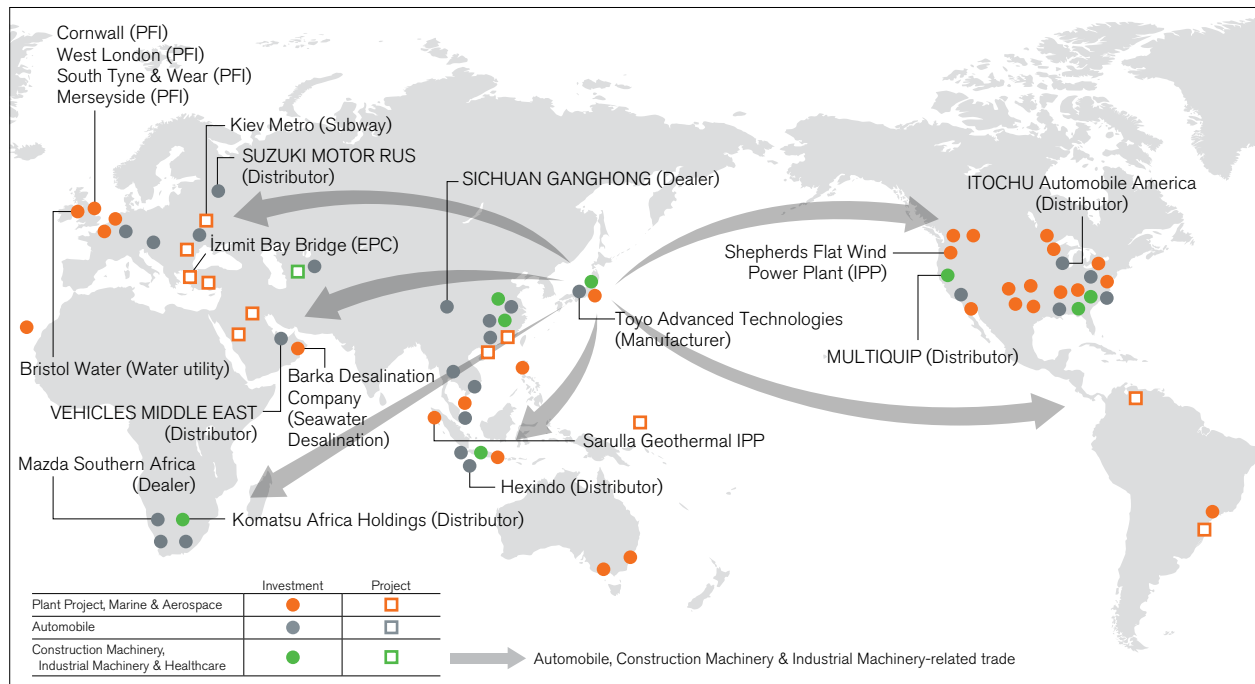 Cornwall (PFI)
West London (PFI)
South Tyne & Wear (PFI)
Merseyside (PFI)
Kiev Metro (Subway)
SUZUKI MOTOR RUS
(Distributor)
SICHUAN GANGHONG (Dealer)
ITOCHU Automobile America
(Distributor)
İzumit Bay Bridge (EPC)
Shepherds Flat Wind
Power Plant (IPP)
Toyo Advanced Technologies
(Manufacturer)
MULTIQUIP (Distributor)
Bristol Water (Water utility)
Barka Desalination
Company
(Seawater
Desalination)
VEHICLES MIDDLE EAST
(Distributor)
Sarulla Geothermal IPP
Mazda Southern Africa
(Dealer)
Hexindo (Distributor)
Komatsu Africa Holdings (Distributor)
Investment Project
Plant Project, Marine & Aerospace
Automobile
Construction Machinery,
Industrial Machinery & Healthcare
Automobile, Construction Machinery & Industrial Machinery-related trade